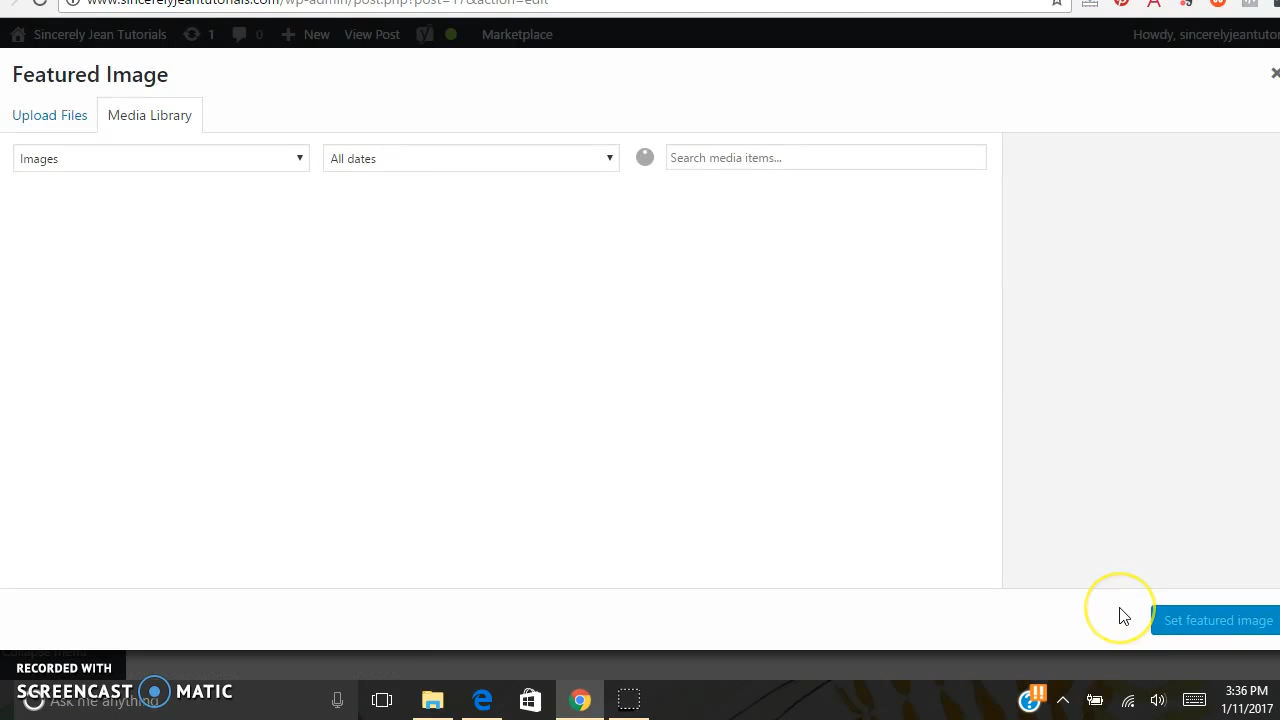 www.sincerelyjeantutorials.com/wp-admin/post.php?post=17&action=edit
Sincerely Jean Tutorials 1 0 New View Post Marketplace Howdy, sincerelyjeantutor
Featured Image
Upload Files Media Library
Images All dates Search media items...
Set featured image
Collapse menu
RECORDED WITH
SCREENCAST MATIC
Ask me anything
3:36 PM
1/11/2017